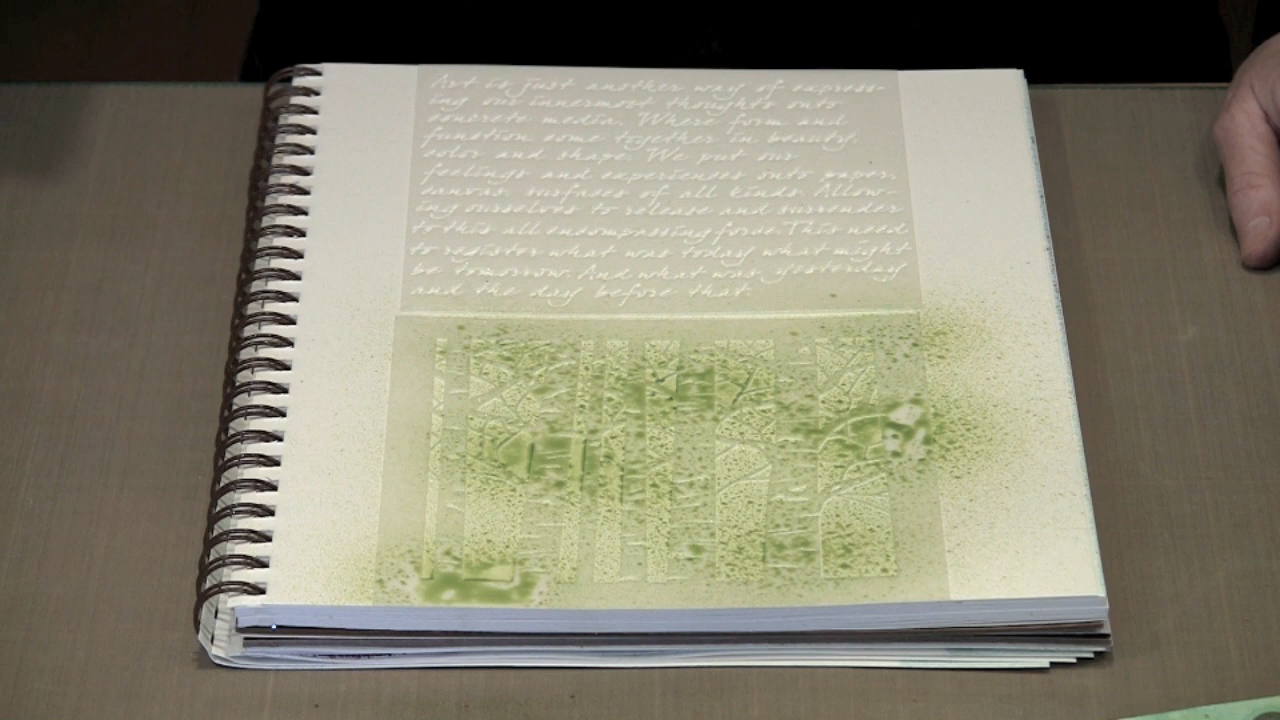 Art is just another way of express-
ing our innermost thoughts onto
concrete media. Where form and
function come together in beauty,
color and shape. We put our
feelings and experiences onto paper,
canvas, surfaces of all kinds. Allow-
ing ourselves to release and surrender
to this all encompassing force. This need
to register what was today what might
be tomorrow. And what was yesterday
and the day before that.